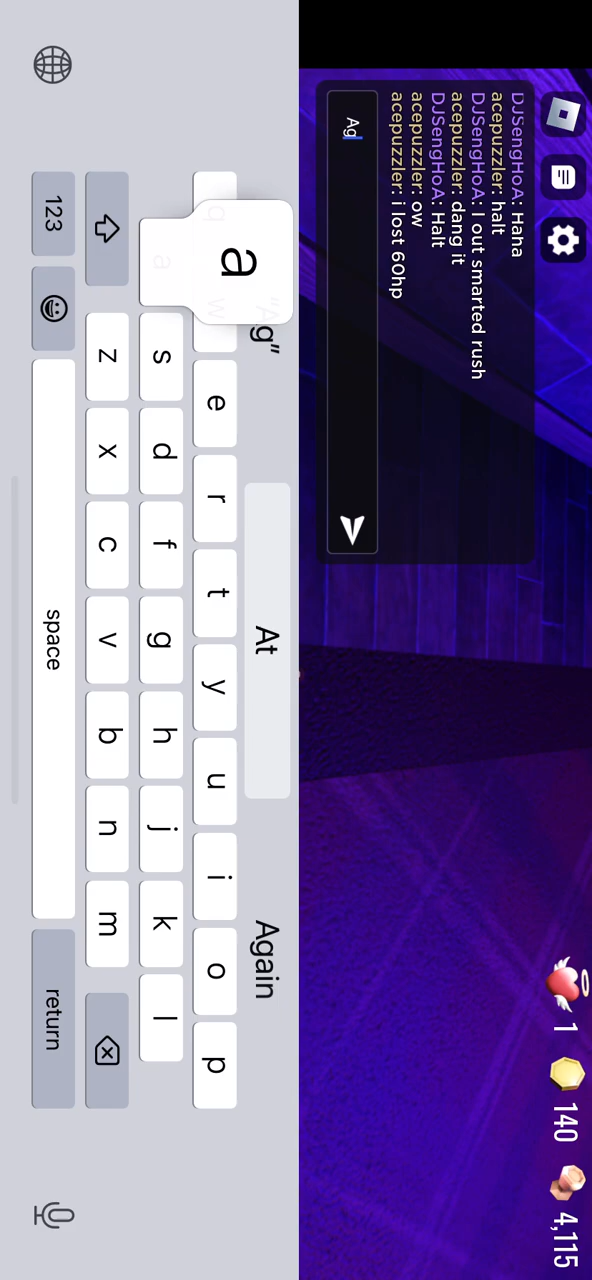 DJSengHoA: Haha
acepuzzler: halt
DJSengHoA: I out smarted rush
acepuzzler: dang it
DJSengHoA: Halt
acepuzzler: ow
acepuzzler: i lost 60hp
Ag
1 140 4,115
"Ag" At Again
q w e r t y u i o p
a s d f g h j k l
z x c v b n m
123 space return